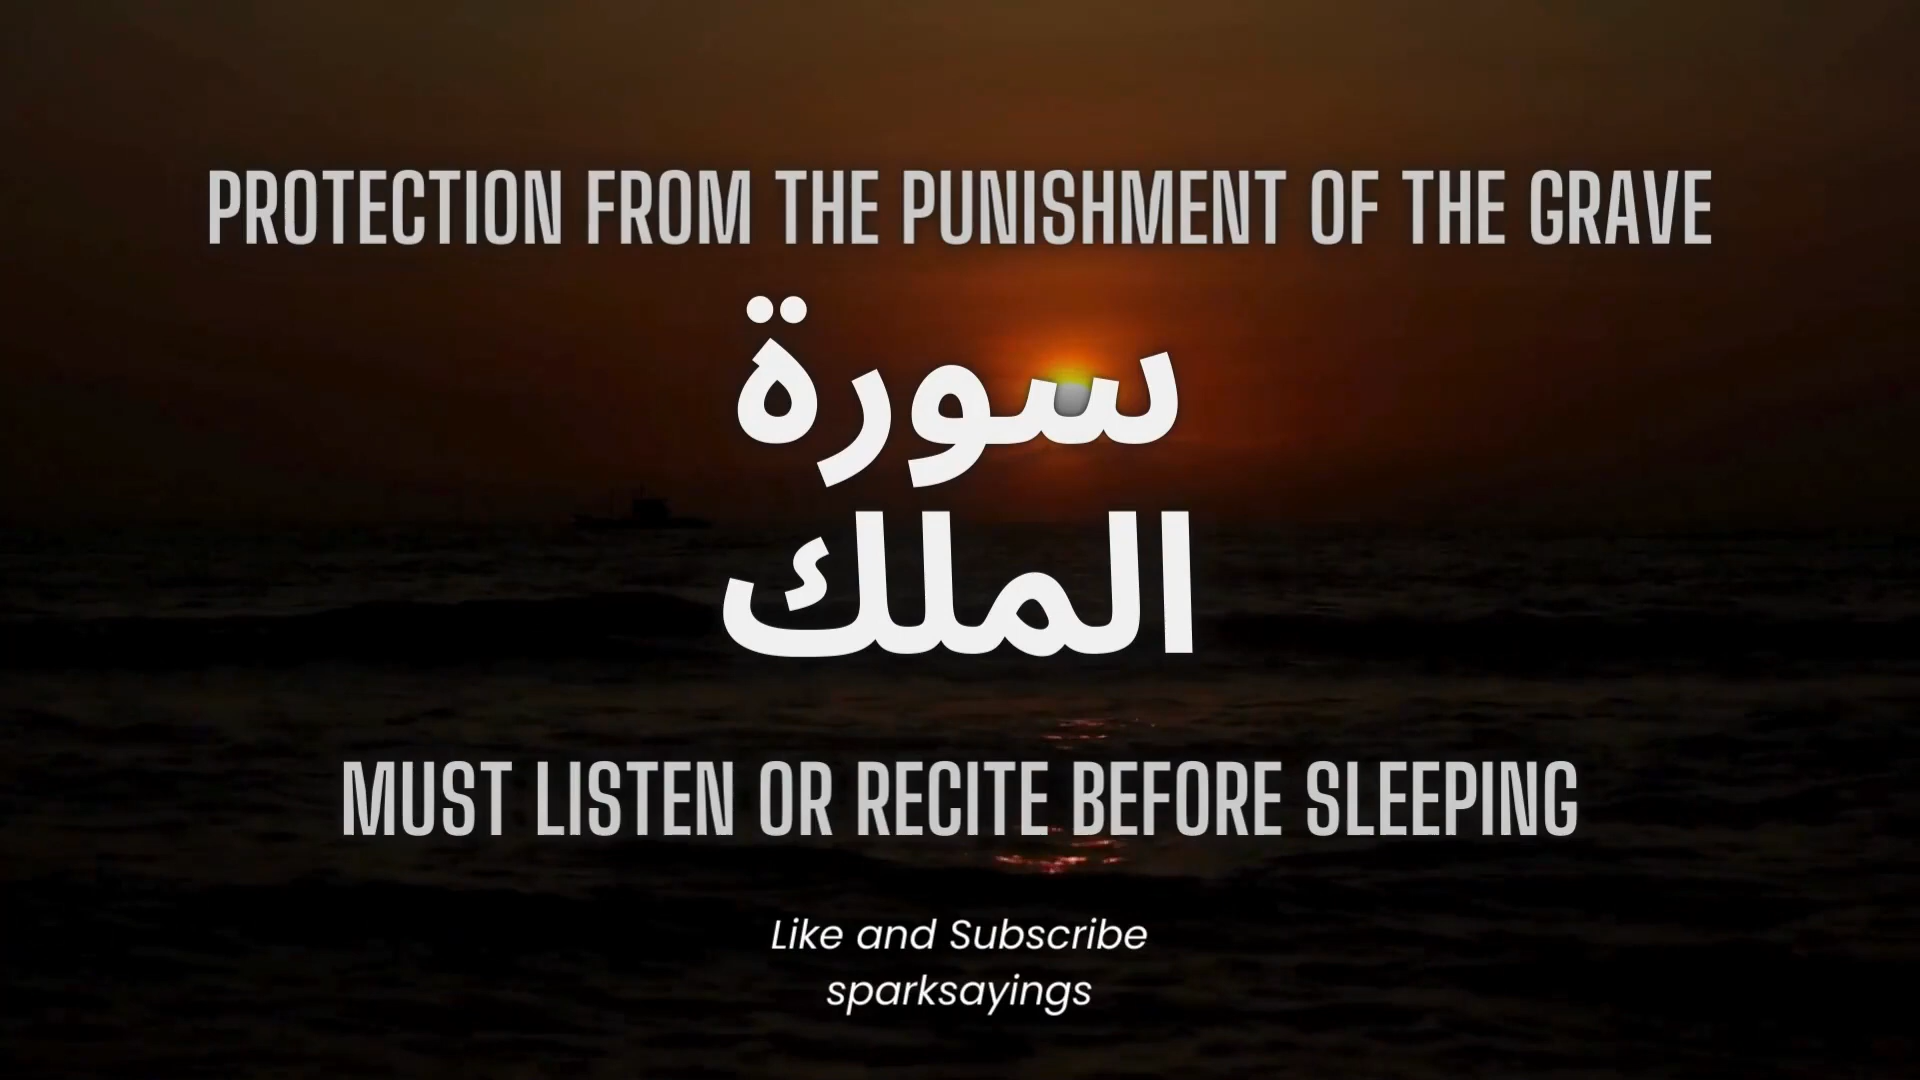 PROTECTION FROM THE PUNISHMENT OF THE GRAVE
سورة
الملك
MUST LISTEN OR RECITE BEFORE SLEEPING
Like and Subscribe
sparksayings